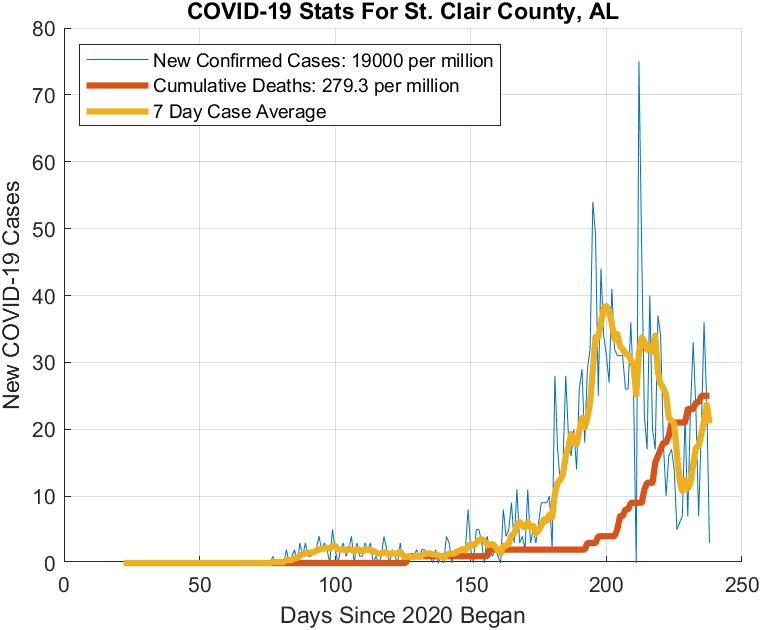 COVID-19 Stats For St. Clair County, AL
New Confirmed Cases: 19000 per million
Cumulative Deaths: 279.3 per million
7 Day Case Average
New COVID-19 Cases
80
70
60
50
40
30
20
10
0
0 50 100 150 200 250
Days Since 2020 Began